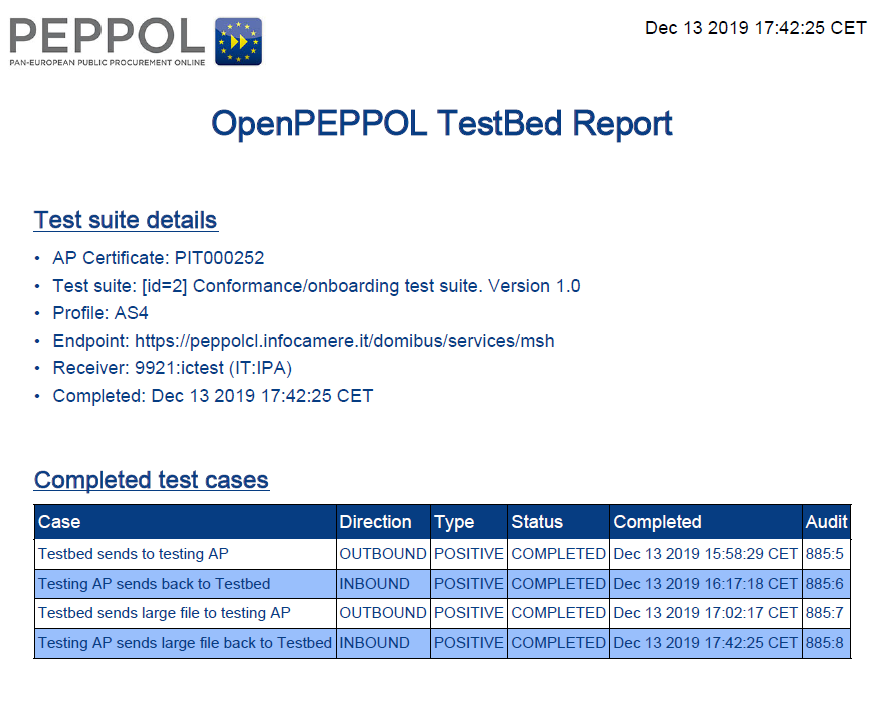 PEPPOL
PAN-EUROPEAN PUBLIC PROCUREMENT ONLINE
Dec 13 2019 17:42:25 CET
OpenPEPPOL TestBed Report
Test suite details
• AP Certificate: PIT000252
• Test suite: [id=2] Conformance/onboarding test suite. Version 1.0
• Profile: AS4
• Endpoint: https://peppolcl.infocamere.it/domibus/services/msh
• Receiver: 9921:ictest (IT:IPA)
• Completed: Dec 13 2019 17:42:25 CET
Completed test cases
Case Direction Type Status Completed Audit
Testbed sends to testing AP OUTBOUND POSITIVE COMPLETED Dec 13 2019 15:58:29 CET 885:5
Testing AP sends back to Testbed INBOUND POSITIVE COMPLETED Dec 13 2019 16:17:18 CET 885:6
Testbed sends large file to testing AP OUTBOUND POSITIVE COMPLETED Dec 13 2019 17:02:17 CET 885:7
Testing AP sends large file back to Testbed INBOUND POSITIVE COMPLETED Dec 13 2019 17:42:25 CET 885:8